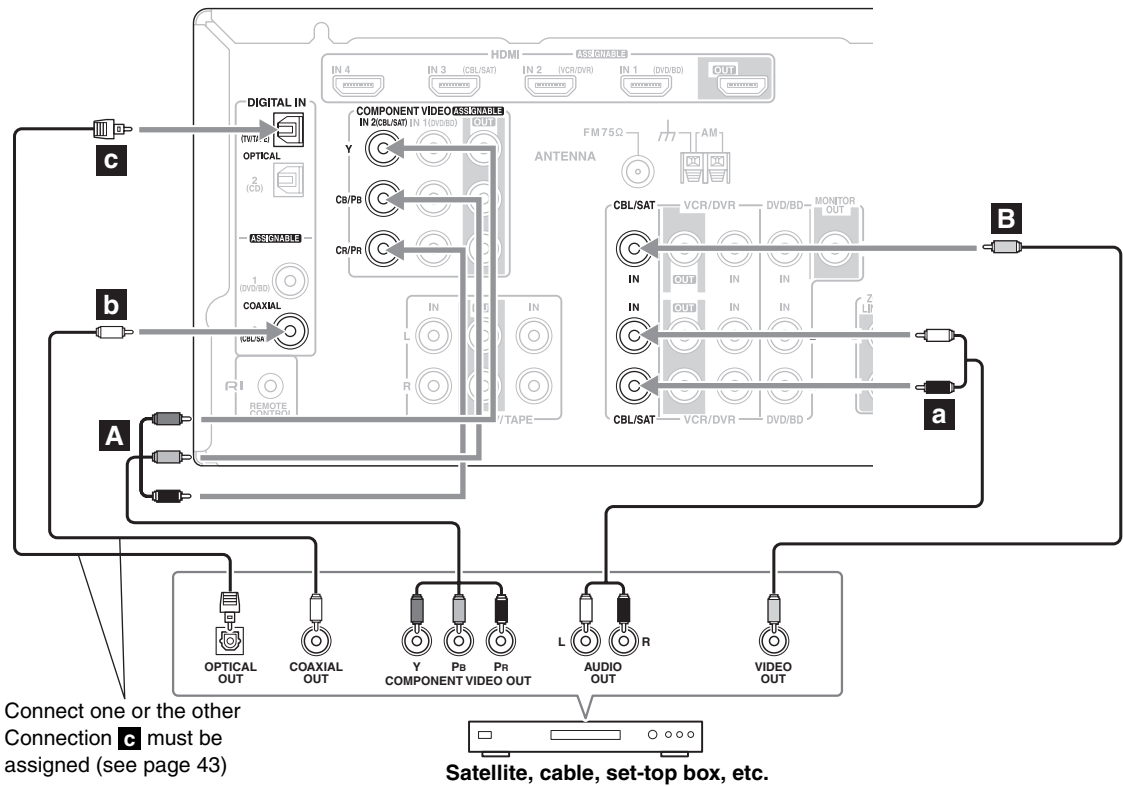 HDMI ASSIGNABLE
IN 4 IN 3 (CBL/SAT) IN 2 (VCR/DVR) IN 1 (DVD/BD) OUT
DIGITAL IN
COMPONENT VIDEO ASSIGNABLE
IN 2(CBL/SAT) IN 1(DVD/BD) OUT
c
OPTICAL
2
(CD)
Y
CB/PB
CR/PR
FM75Ω AM
ANTENNA
CBL/SAT VCR/DVR DVD/BD MONITOR
OUT
B
ASSIGNABLE
IN OUT IN IN
1
(DVD/BD)
COAXIAL
b
IN IN
IN OUT IN IN
L
R
RI
REMOTE
CONTROL
/TAPE
CBL/SAT VCR/DVR DVD/BD
a
A
OPTICAL
OUT
COAXIAL
OUT
Y PB PR
COMPONENT VIDEO OUT
L R
AUDIO
OUT
VIDEO
OUT
Connect one or the other
Connection c must be
assigned (see page 43)
Satellite, cable, set-top box, etc.